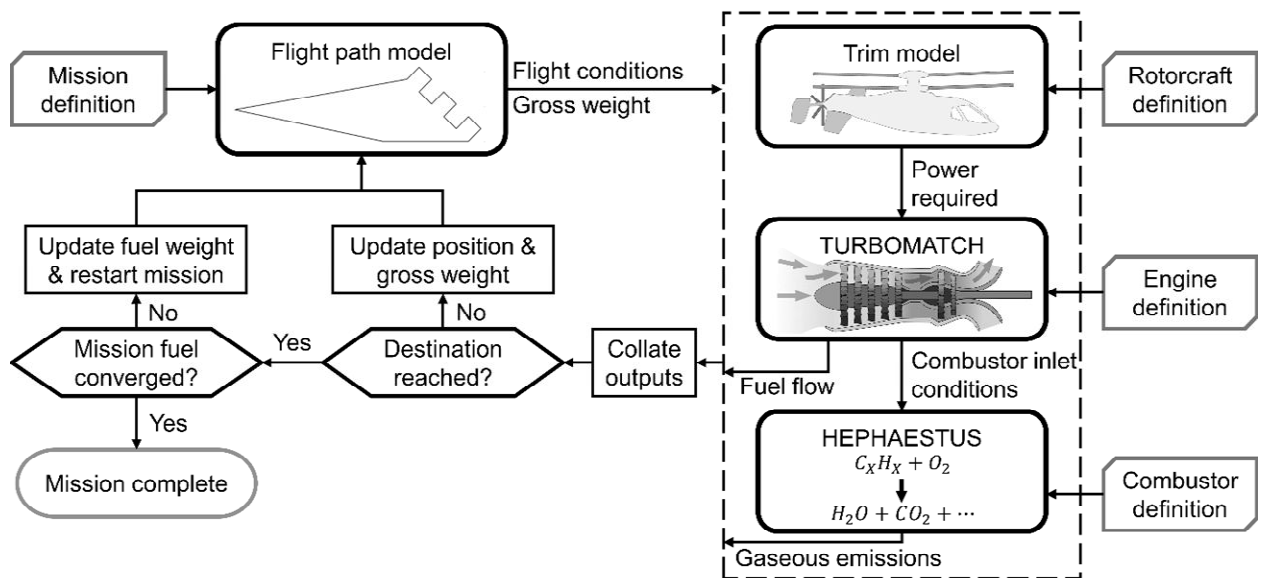 Mission
definition
Flight path model
Flight conditions
Gross weight
Trim model
Rotorcraft
definition
Power
required
Update fuel weight
& restart mission
Update position &
gross weight
TURBOMATCH
Engine
definition
No
No
Mission fuel
converged?
Yes
Destination
reached?
Collate
outputs
Fuel flow
Combustor inlet
conditions
Yes
Mission complete
HEPHAESTUS
C_XH_X + O_2
H_2O + CO_2 + ⋯
Combustor
definition
Gaseous emissions